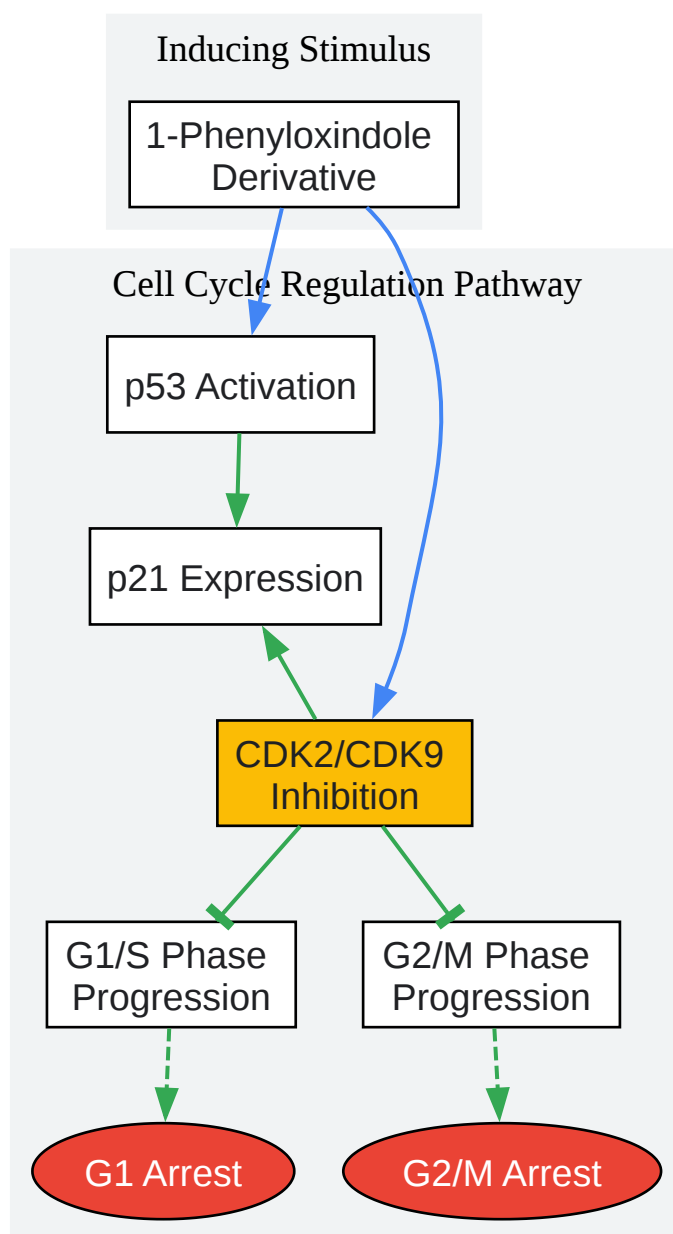 Inducing Stimulus
1-Phenyloxindole
Derivative
Cell Cycle Regulation Pathway
p53 Activation
p21 Expression
CDK2/CDK9
Inhibition
G1/S Phase
Progression
G2/M Phase
Progression
G1 Arrest
G2/M Arrest